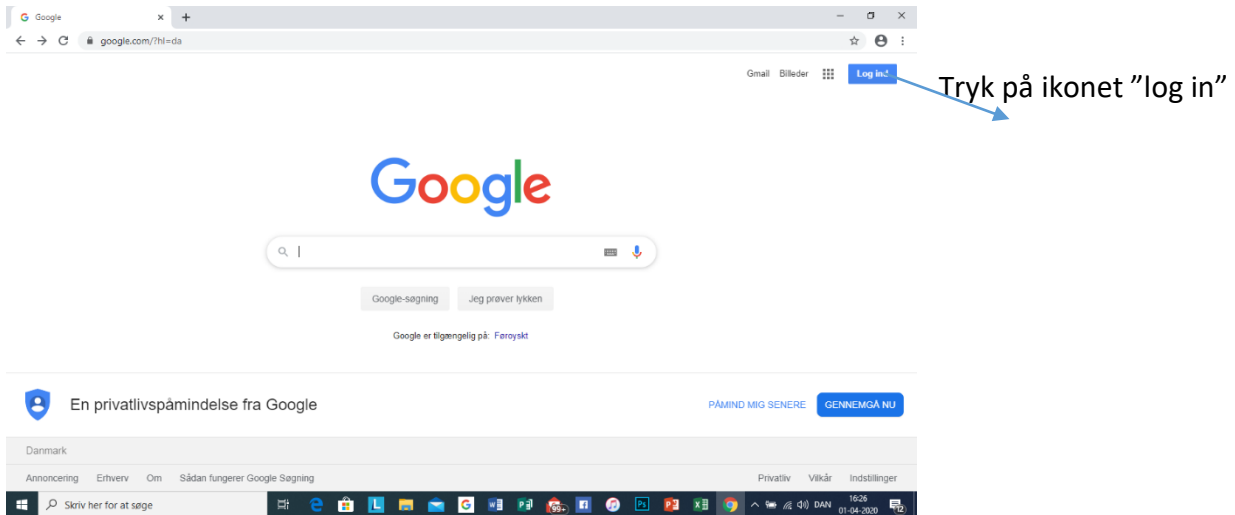 Google
google.com/?hl=da
Gmail Billeder Log ind
Tryk på ikonet ”log in”
Google
Google-søgning Jeg prøver lykken
Google er tilgængelig på: Føroyskt
En privatlivspåmindelse fra Google PÅMIND MIG SENERE GENNEMGÅ NU
Danmark
Annoncering Erhverv Om Sådan fungerer Google Søgning Privatliv Vilkår Indstillinger
Skriv her for at søge 99+ DAN 16:26
01-04-2020 12